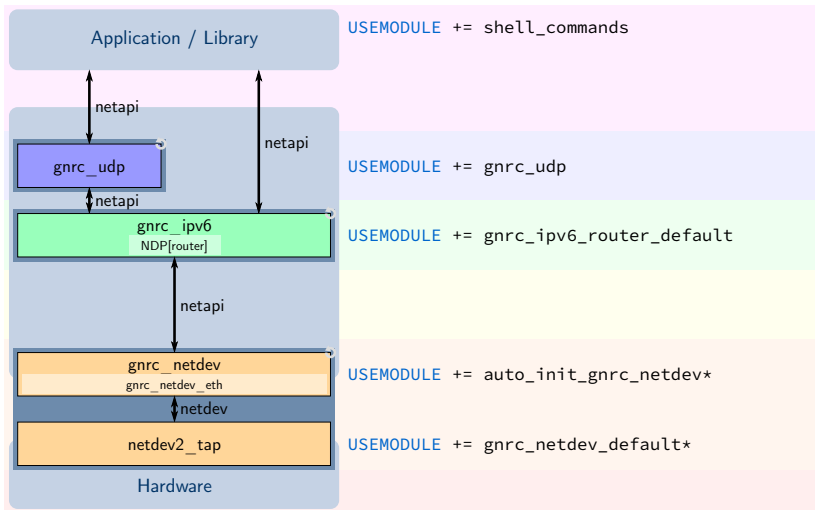 Application / Library
USEMODULE += shell_commands
netapi
netapi
gnrc_udp
USEMODULE += gnrc_udp
netapi
gnrc_ipv6
NDP[router]
USEMODULE += gnrc_ipv6_router_default
netapi
gnrc_netdev
gnrc_netdev_eth
USEMODULE += auto_init_gnrc_netdev*
netdev
netdev2_tap
USEMODULE += gnrc_netdev_default*
Hardware